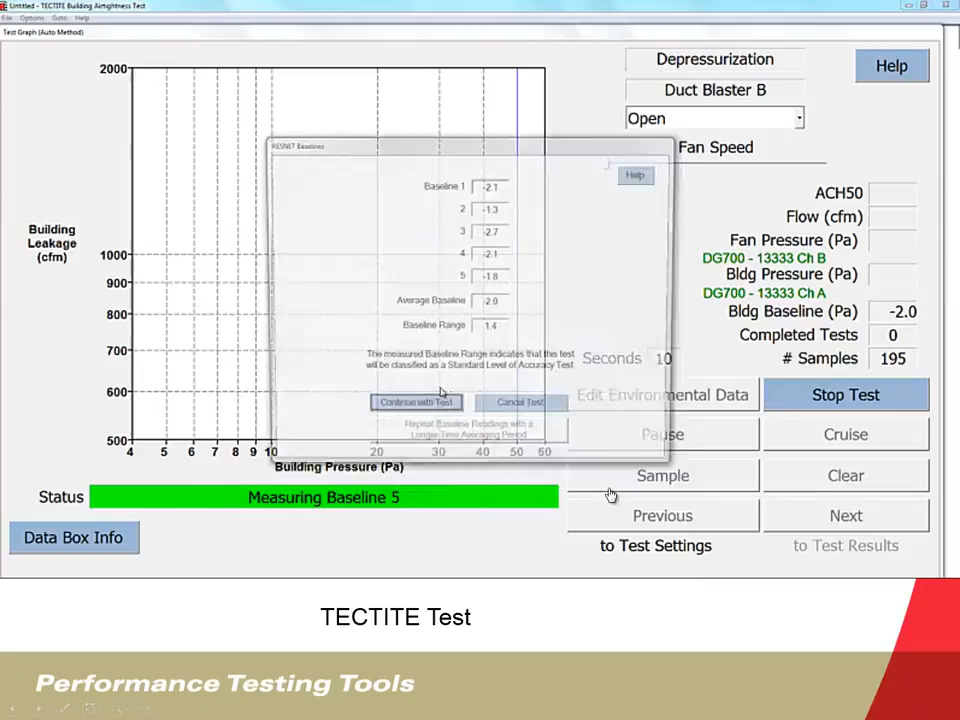 Untitled - TECTITE Building Airtightness Test
File Options Goto Help
Test Graph (Auto Method)
2000
1000
900
800
700
600
500
4 5 6 7 8 9 10 20 30 40 50 60
Building
Leakage
(cfm)
Building Pressure (Pa)
RESNET Baselines
Help
Baseline 1 -2.1
2 -1.3
3 -2.7
4 -2.1
5 -1.8
Average Baseline -2.0
Baseline Range 1.4
The measured Baseline Range indicates that this test
will be classified as a Standard Level of Accuracy Test
Continue with Test Cancel Test
Repeat Baseline Readings with a
Longer Time Averaging Period
Depressurization
Help
Duct Blaster B
Open
Fan Speed
ACH50
Flow (cfm)
Fan Pressure (Pa)
DG700 - 13333 Ch B
Bldg Pressure (Pa)
DG700 - 13333 Ch A
Bldg Baseline (Pa) -2.0
Completed Tests 0
Seconds 10 # Samples 195
Edit Environmental Data Stop Test
Pause Cruise
Sample Clear
Previous Next
to Test Settings to Test Results
Status Measuring Baseline 5
Data Box Info
TECTITE Test
Performance Testing Tools